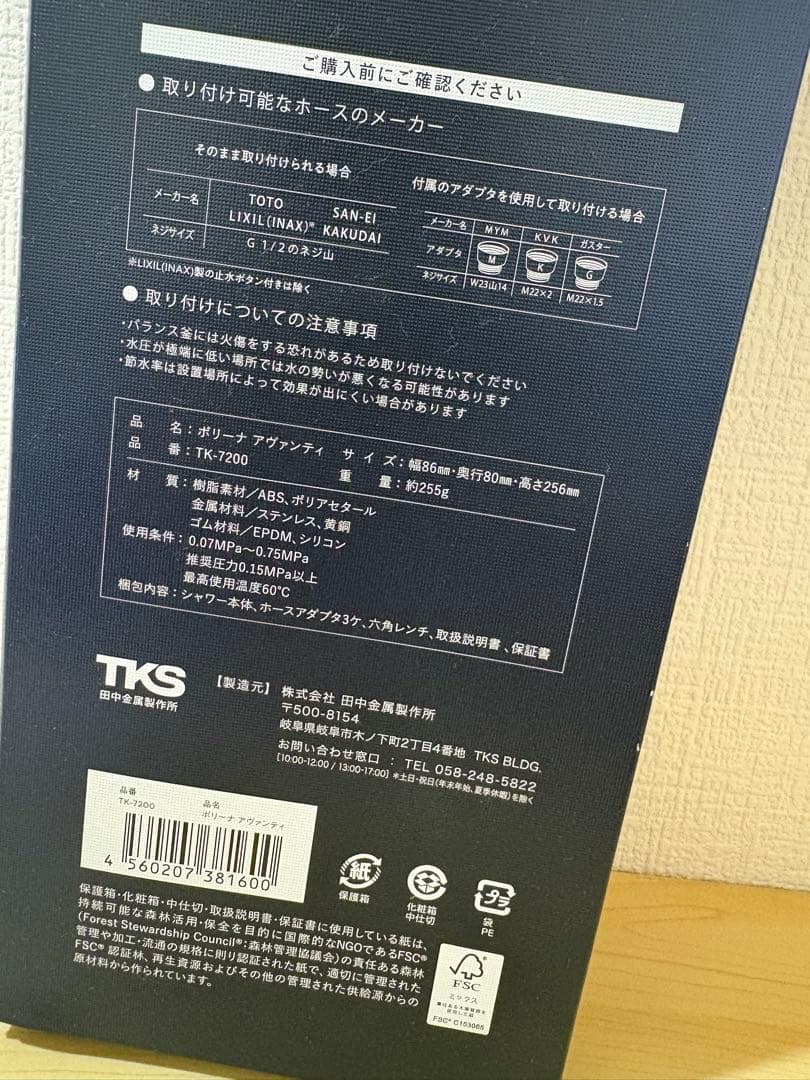 ご購入前にご確認ください
● 取り付け可能なホースのメーカー
そのまま取り付けられる場合
メーカー名 TOTO SAN-EI
LIXIL(INAX)※ KAKUDAI
ネジサイズ G 1/2のネジ山
※LIXIL(INAX)製の止水ボタン付きは除く
付属のアダプタを使用して取り付ける場合
メーカー名 MYM KVK ガスター
アダプタ M K G
ネジサイズ W23山14 M22×2 M22×1.5
● 取り付けについての注意事項
・バランス釜には火傷をする恐れがあるため取り付けないでください
・水圧が極端に低い場所では水の勢いが悪くなる可能性があります
・節水率は設置場所によって効果が出にくい場合があります
品 名：ボリーナ アヴァンティ サイズ：幅86mm・奥行80mm・高さ256mm
品 番：TK-7200 重 量：約255g
材 質：樹脂素材/ABS、ポリアセタール
金属材料/ステンレス、黄銅
ゴム材料/EPDM、シリコン
使用条件：0.07MPa〜0.75MPa
推奨圧力0.15MPa以上
最高使用温度60℃
梱包内容：シャワー本体、ホースアダプタ3ケ、六角レンチ、取扱説明書、保証書
TKS
田中金属製作所
【製造元】 株式会社 田中金属製作所
〒500-8154
岐阜県岐阜市木ノ下町2丁目4番地 TKS BLDG.
お問い合わせ窓口：TEL 058-248-5822
[10:00-12:00 / 13:00-17:00] ※土日・祝日(年末年始、夏季休暇)を除く
品番 品名
TK-7200 ボリーナ アヴァンティ
4 560207 381600
紙
保護箱
化粧箱
中仕切
プラ
袋
PE
保護箱・化粧箱・中仕切・取扱説明書・保証書に使用している紙は、
持続可能な森林活用・保全を目的に国際的なNGOであるFSC®
(Forest Stewardship Council®：森林管理協議会)の責任ある森林
管理や加工・流通の規格に則り認証された紙で、適切に管理された
FSC® 認証林、再生資源およびその他の管理された供給源からの
原材料から作られています。
FSC
ミックス
責任ある木質資源を
使用した紙
FSC® C153065